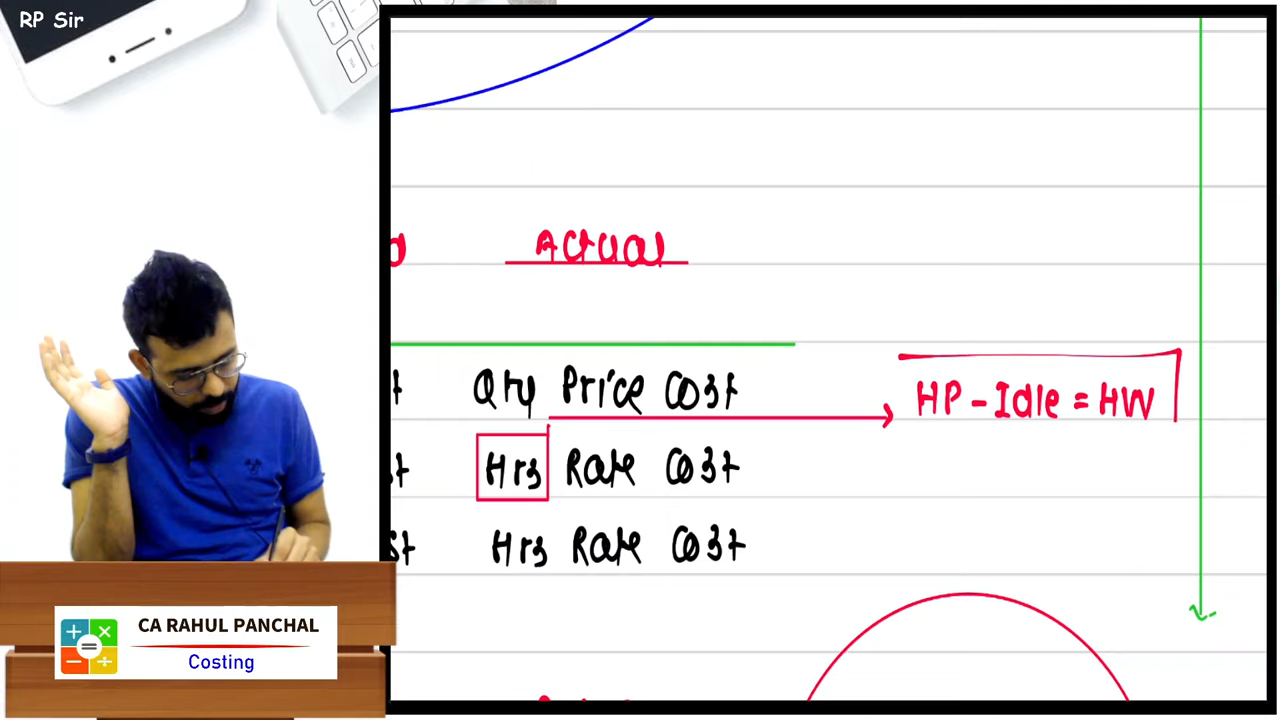 RP Sir
Actual
Qty Price Cost
HP - Idle = HW
Hrs Rate Cost
Hrs Rate Cost
CA RAHUL PANCHAL
Costing